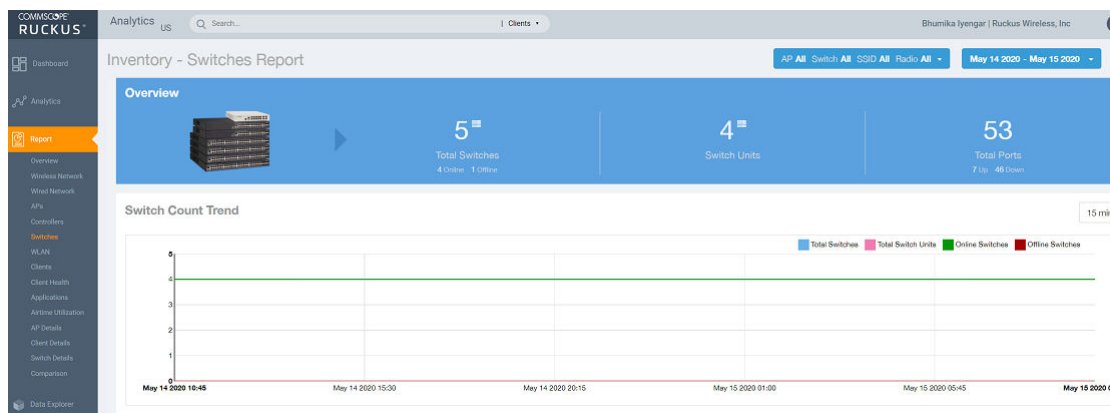 COMMSCOPE
RUCKUS®
Analytics
US
Search...
| Clients
Bhumika Iyengar | Ruckus Wireless, Inc
Dashboard
Analytics
Report
Overview
Wireless Network
Wired Network
APs
Controllers
Switches
WLAN
Clients
Client Health
Applications
Airtime Utilization
AP Details
Client Details
Switch Details
Comparison
Data Explorer
Inventory - Switches Report
AP All Switch All SSID All Radio All
May 14 2020 - May 15 2020
Overview
5
Total Switches
4 Online 1 Offline
4
Switch Units
53
Total Ports
7 Up 46 Down
Switch Count Trend
15
Total Switches Total Switch Units Online Switches Offline Switches
5
4
3
2
1
0
May 14 2020 10:45 May 14 2020 15:30 May 14 2020 20:15 May 15 2020 01:00 May 15 2020 05:45 May 15 2020